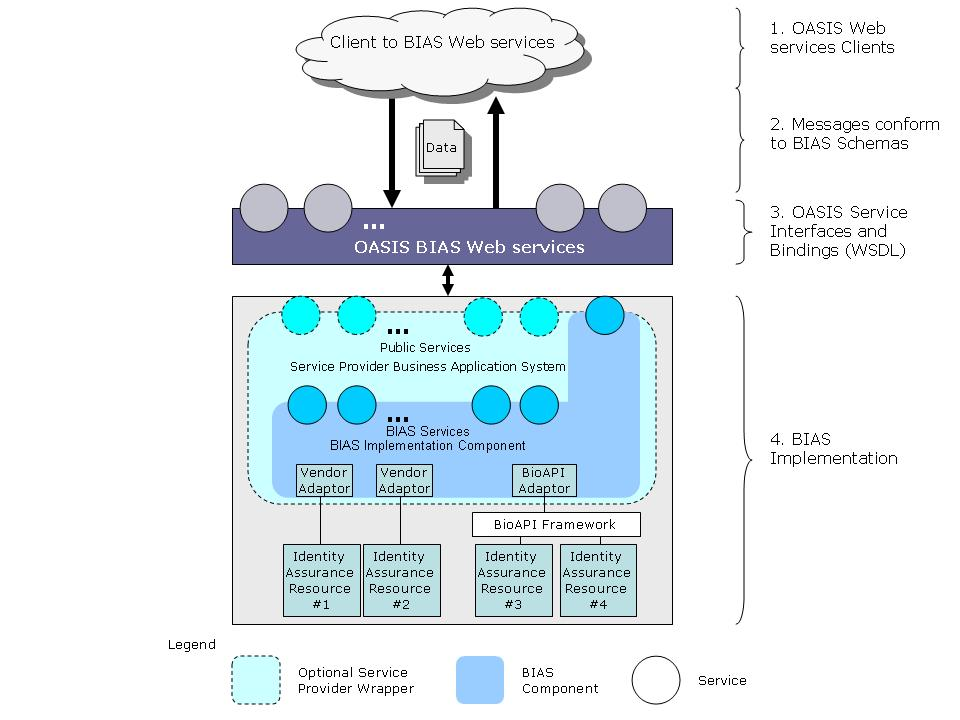 Client to BIAS Web services
1. OASIS Web
services Clients
Data
2. Messages conform
to BIAS Schemas
...
OASIS BIAS Web services
3. OASIS Service
Interfaces and
Bindings (WSDL)
...
Public Services
Service Provider Business Application System
...
BIAS Services
BIAS Implementation Component
4. BIAS
Implementation
Vendor
Adaptor
Vendor
Adaptor
BioAPI
Adaptor
BioAPI Framework
Identity
Assurance
Resource
#1
Identity
Assurance
Resource
#2
Identity
Assurance
Resource
#3
Identity
Assurance
Resource
#4
Legend
Optional Service
Provider Wrapper
BIAS
Component
Service